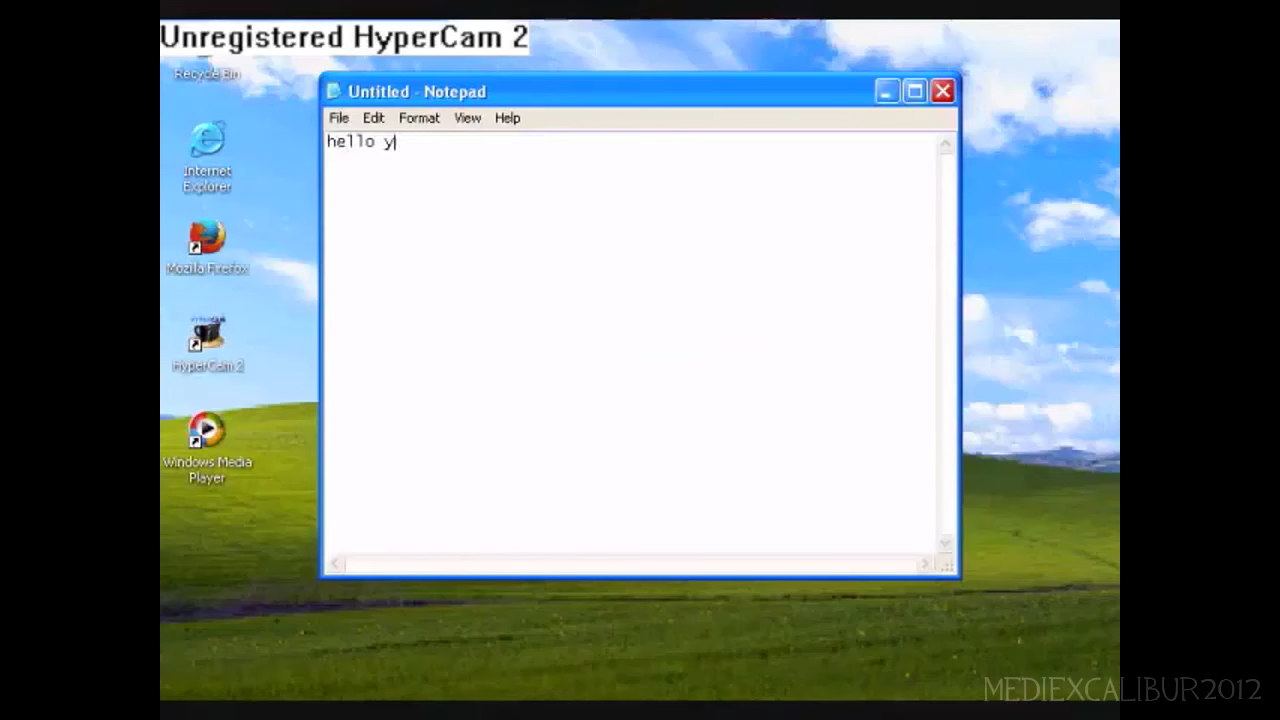 Unregistered HyperCam 2
Recycle Bin
Untitled - Notepad
File Edit Format View Help
hello y
Internet
Explorer
Mozilla Firefox
HyperCam 2
Windows Media
Player
MEDIEXCALIBUR2012